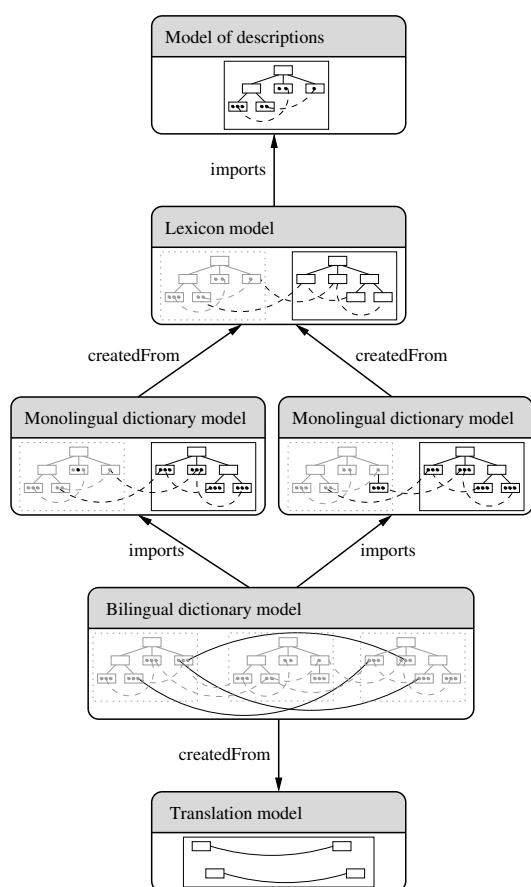 Model of descriptions
imports
Lexicon model
createdFrom createdFrom
Monolingual dictionary model Monolingual dictionary model
imports imports
Bilingual dictionary model
createdFrom
Translation model